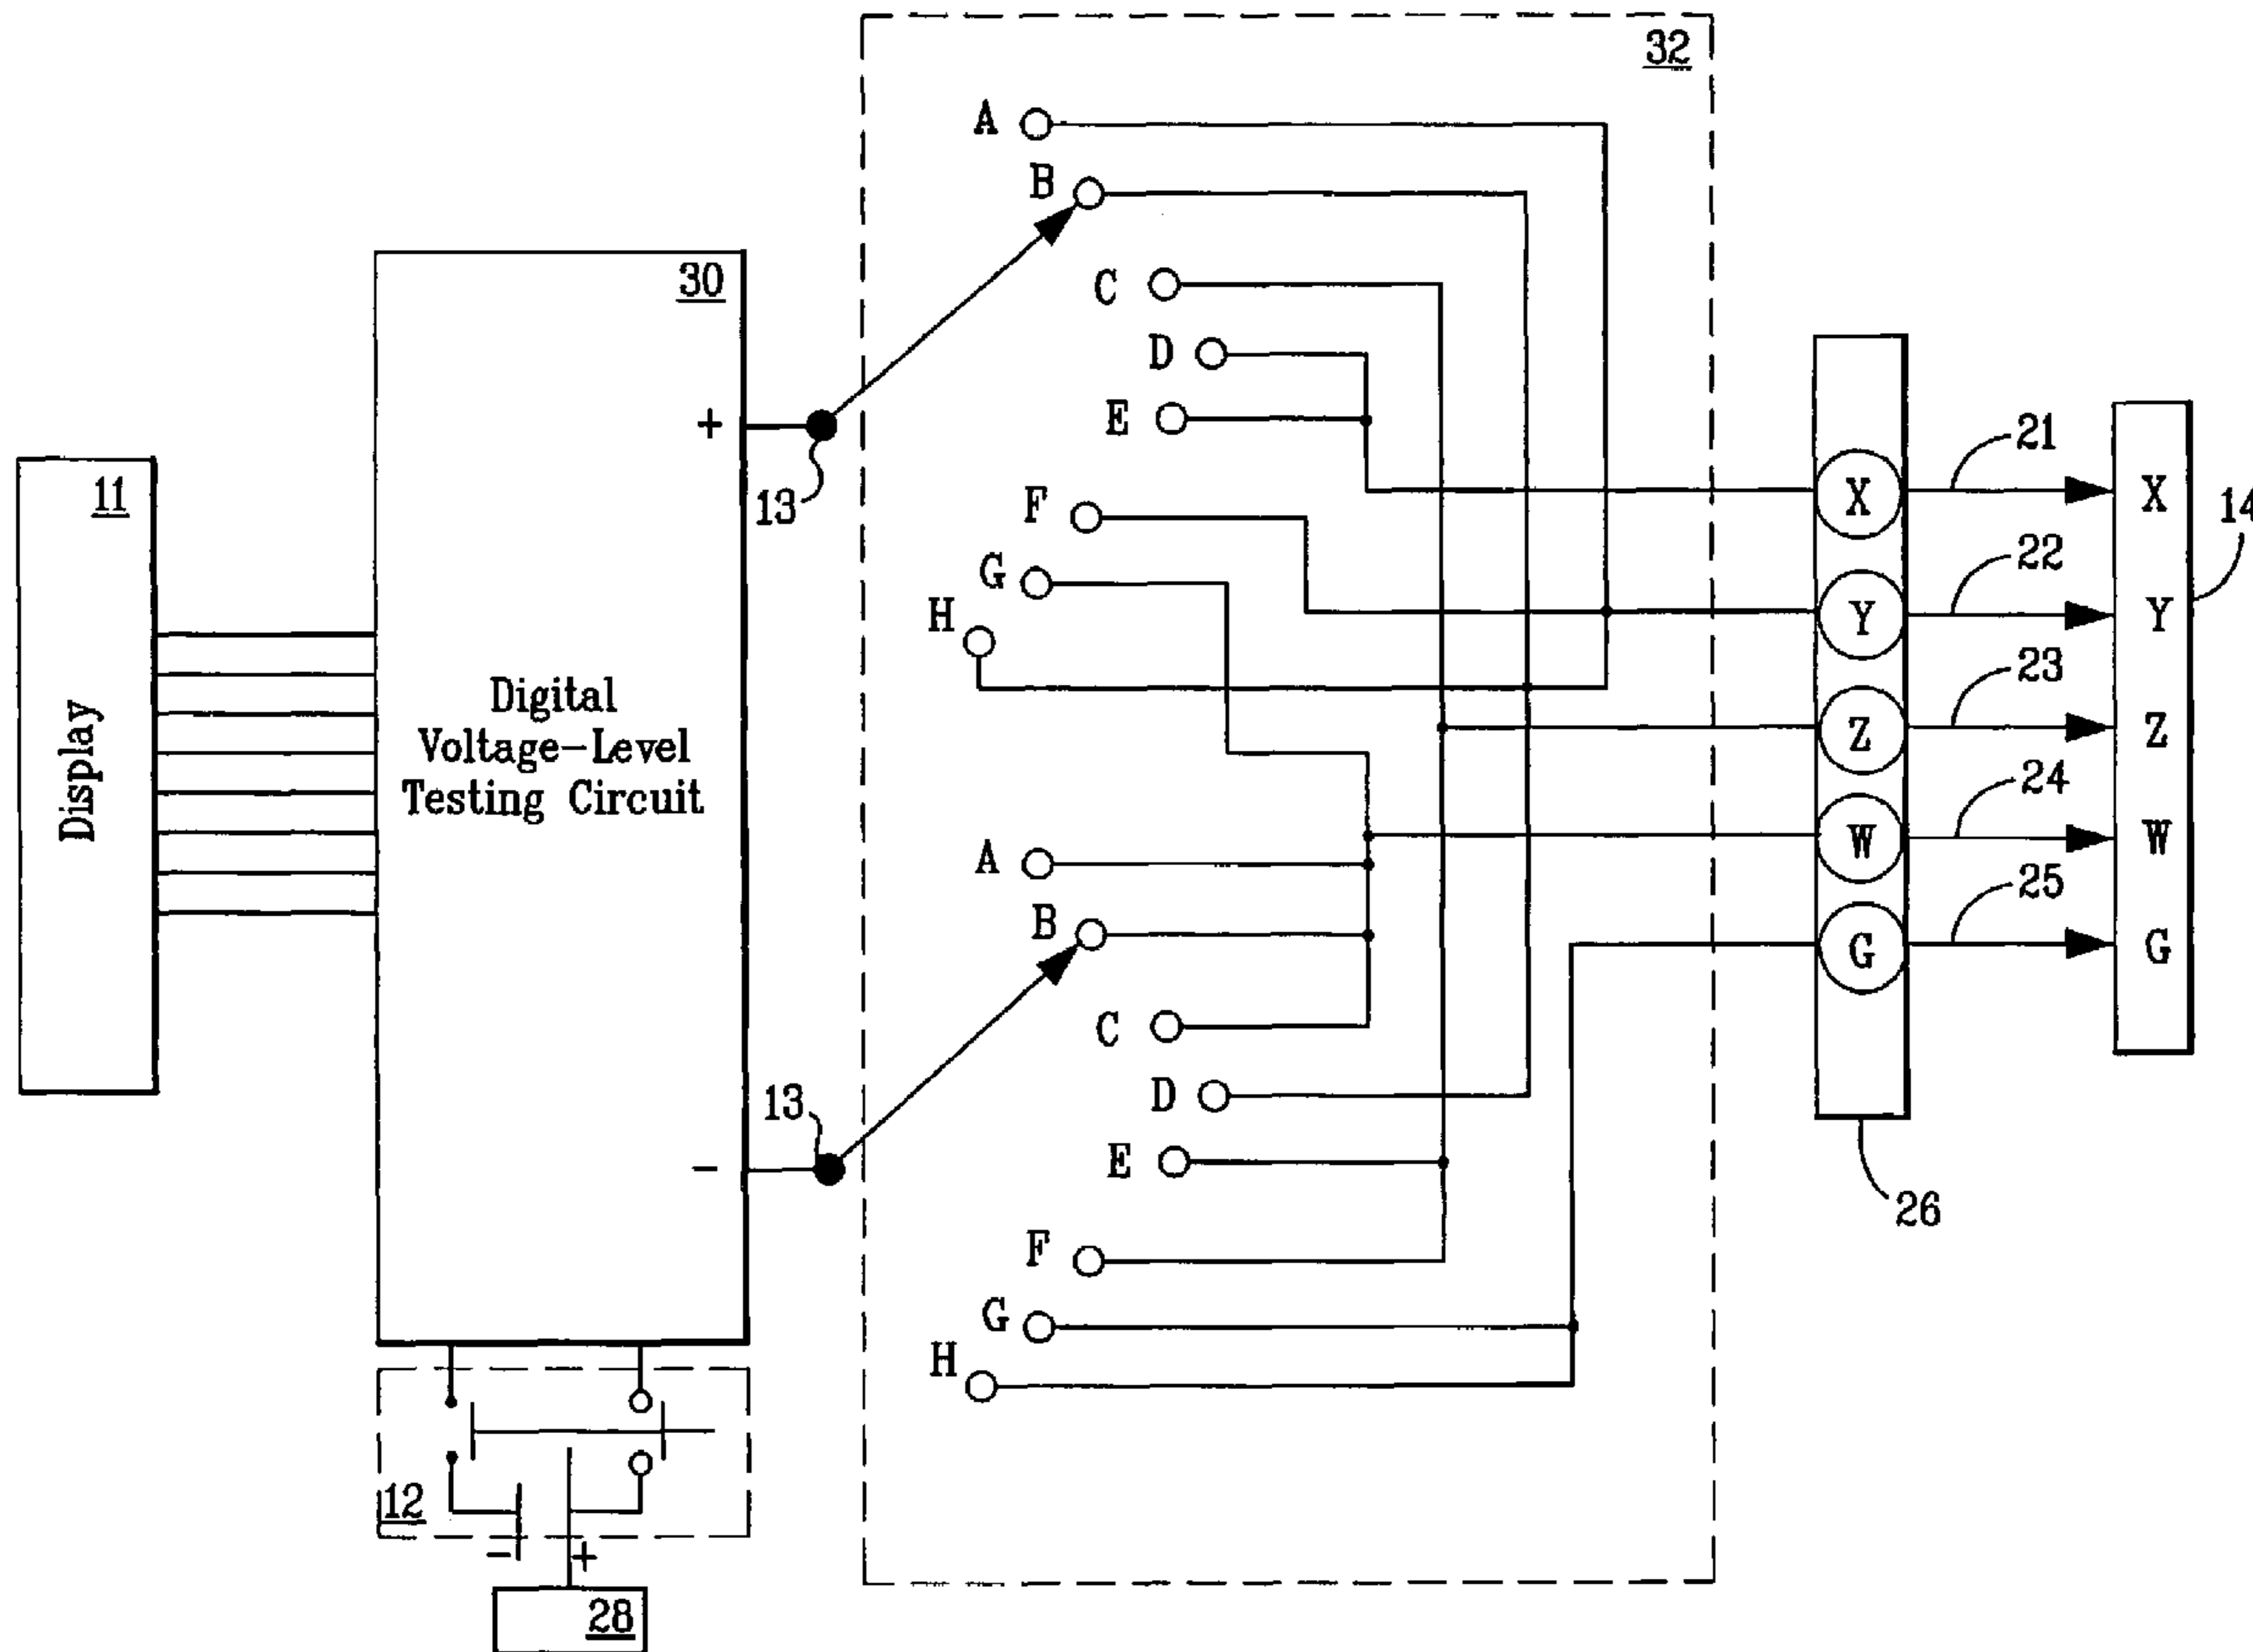 32
A
B
30
C
D
E
+
13
11
F
G
H
X
21
X
14
Y
22
Y
Z
23
Z
W
24
W
G
25
G
Display
Digital
Voltage-Level
Testing Circuit
A
B
C
D
E
F
G
H
13
-
26
12
- +
28